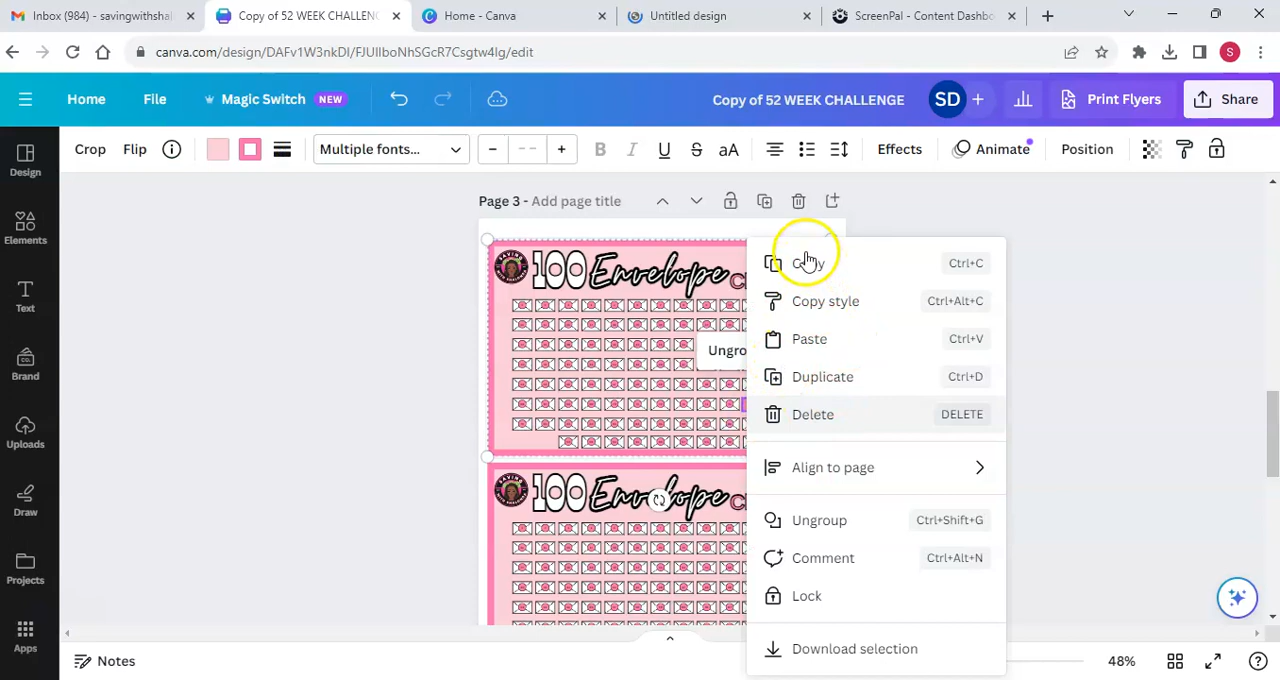 Inbox (984) - savingwithsha
Copy of 52 WEEK CHALLENGE
Home - Canva
Untitled design
ScreenPal - Content Dashbo
canva.com/design/DAFv1W3nkDI/FJUIlboNhSGcR7Csgtw4lg/edit
S
Home
File
Magic Switch
NEW
Copy of 52 WEEK CHALLENGE
SD
Print Flyers
Share
Design
Elements
Text
Brand
Uploads
Draw
Projects
Apps
Crop
Flip
Multiple fonts...
– – +
B I U S aA
Effects
Animate
Position
Page 3 - Add page title
100 Envelope
Ungro
100 Envelope
Copy Ctrl+C
Copy style Ctrl+Alt+C
Paste Ctrl+V
Duplicate Ctrl+D
Delete DELETE
Align to page
Ungroup Ctrl+Shift+G
Comment Ctrl+Alt+N
Lock
Download selection
Notes
48%